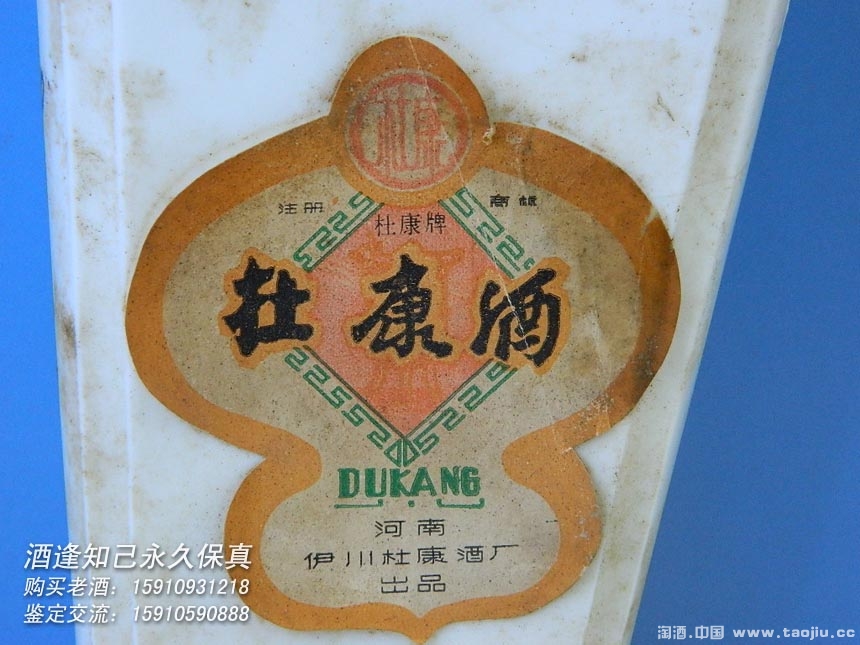 杜康
注册 商标
杜康牌
杜康酒
DUKANG
河南
伊川杜康酒厂
出品
酒逢知己永久保真
购买老酒：15910931218
鉴定交流：15910590888
淘酒.中国 www.taojiu.cc